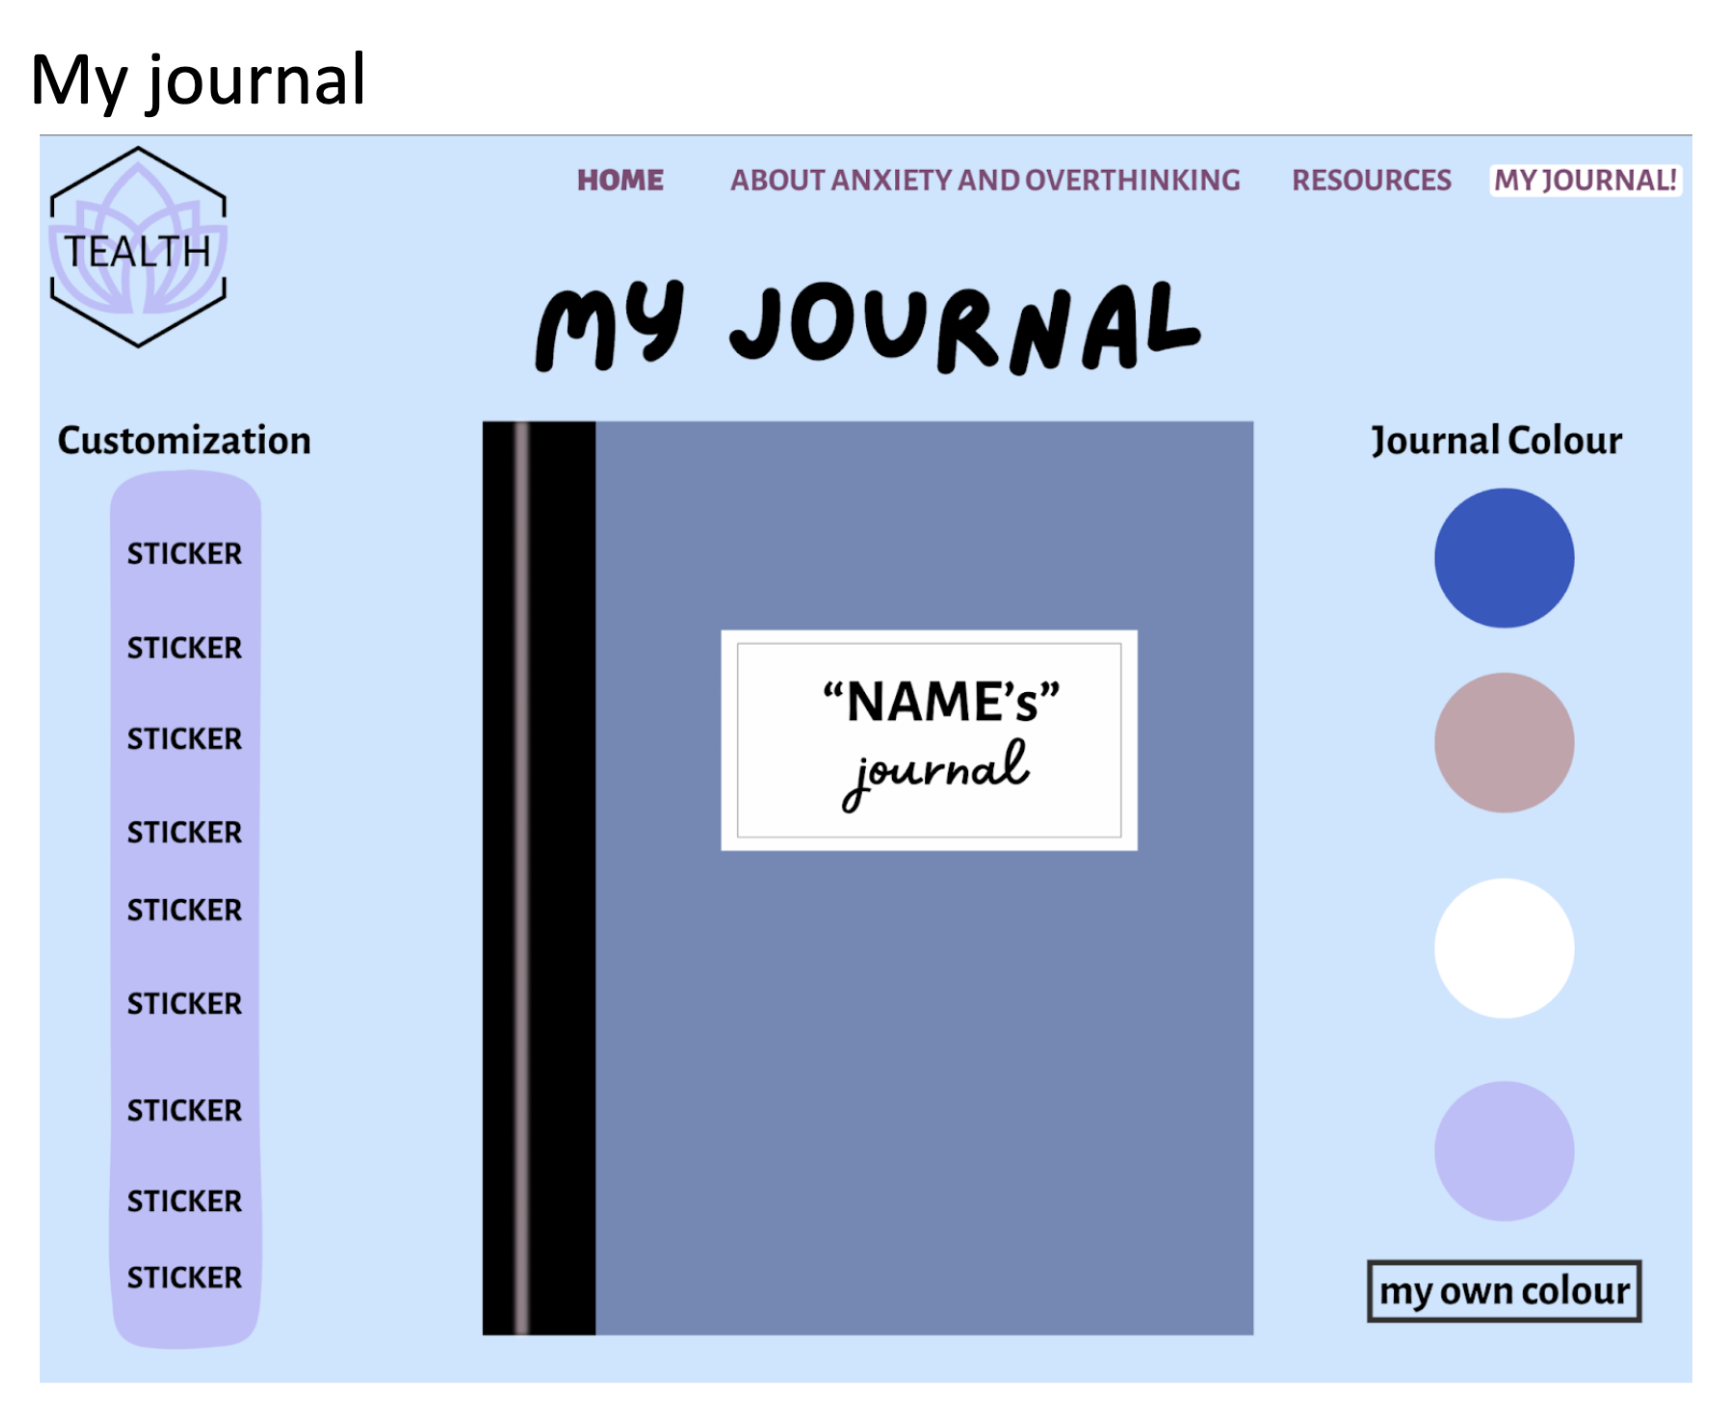 My journal
TEALTH
HOME ABOUT ANXIETY AND OVERTHINKING RESOURCES MY JOURNAL!
MY JOURNAL
Customization
STICKER
STICKER
STICKER
STICKER
STICKER
STICKER
STICKER
STICKER
STICKER
“NAME’s”
journal
Journal Colour
my own colour